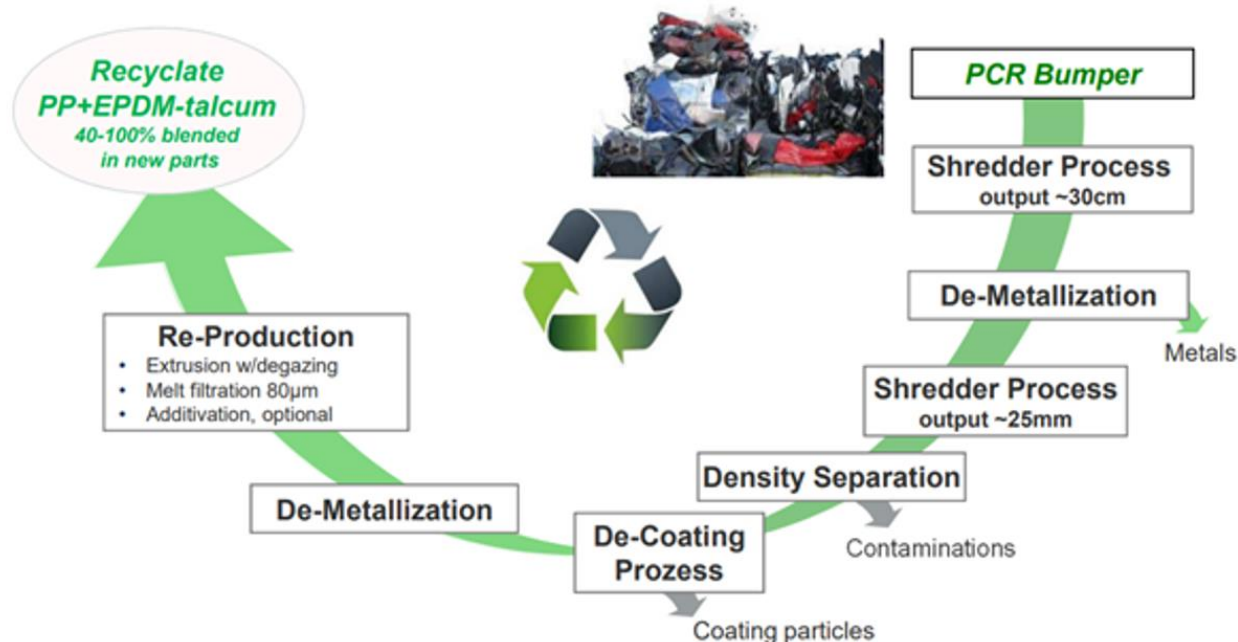 Recyclate
PP+EPDM-talcum
40-100% blended
in new parts
PCR Bumper
Shredder Process
output ~30cm
De-Metallization
Metals
Shredder Process
output ~25mm
Density Separation
Contaminations
De-Coating
Prozess
Coating particles
De-Metallization
Re-Production
• Extrusion w/degazing
• Melt filtration 80µm
• Additivation, optional